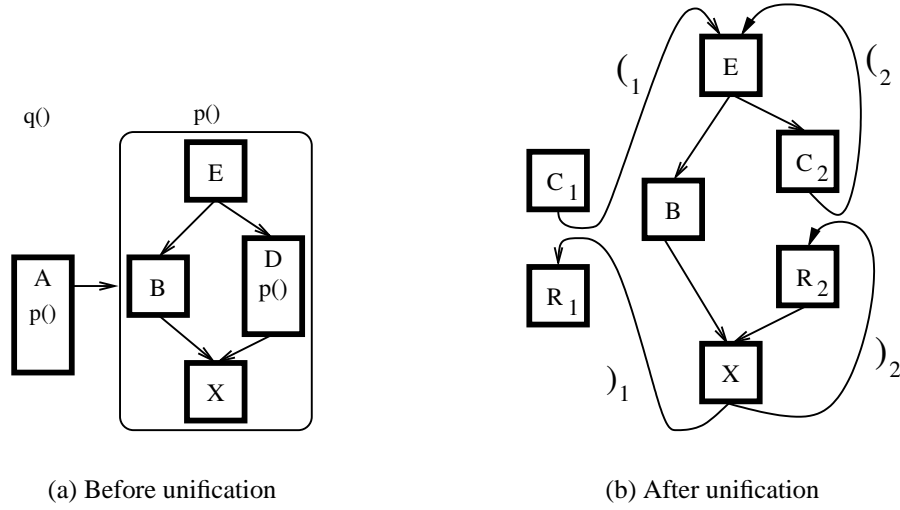 q()
p()
E
A
p()
B
D
p()
X
(a) Before unification
(1
(2
E
C1
C2
B
R1
R2
X
)1
)2
(b) After unification